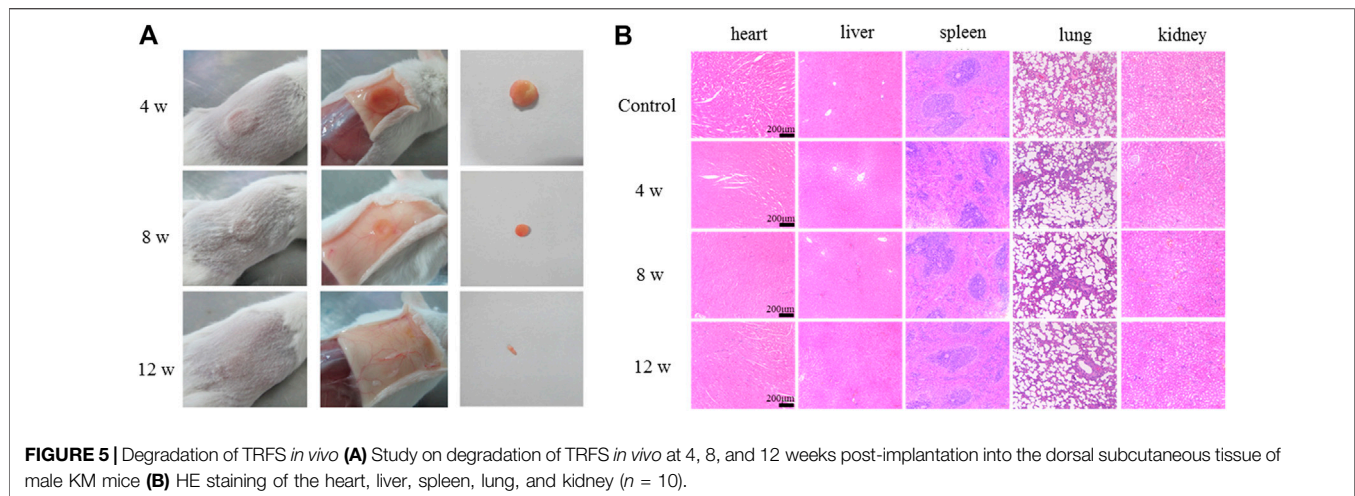 A
B
heart liver spleen lung kidney
4 w
8 w
12 w
Control
200μm
4 w
200μm
8 w
200μm
12 w
200μm
FIGURE 5 | Degradation of TRFS in vivo (A) Study on degradation of TRFS in vivo at 4, 8, and 12 weeks post-implantation into the dorsal subcutaneous tissue of
male KM mice (B) HE staining of the heart, liver, spleen, lung, and kidney (n = 10).